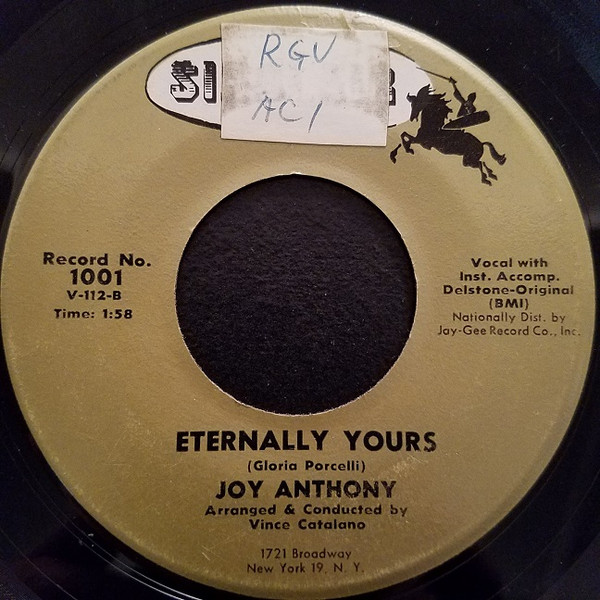 RGV
AC/
Record No.
1001
V-112-B
Time: 1:58
Vocal with
Inst. Accomp.
Delstone-Original
(BMI)
Nationally Dist. by
Jay-Gee Record Co., Inc.
ETERNALLY YOURS
(Gloria Porcelli)
JOY ANTHONY
Arranged & Conducted by
Vince Catalano
1721 Broadway
New York 19, N. Y.